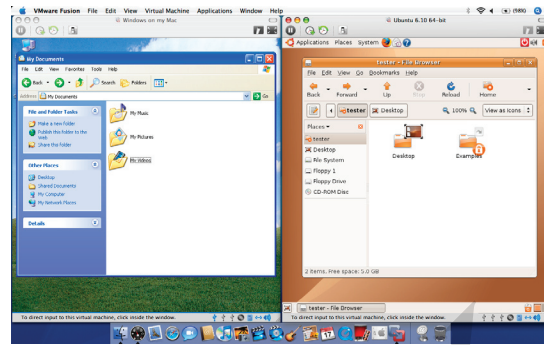 VMware Fusion File Edit View Virtual Machine Applications Window Help (98%)
Windows on my Mac
My Documents
File Edit View Favorites Tools Help
Back Search Folders
Address My Documents Go
File and Folder Tasks
Make a new folder
Publish this folder to the
web
Share this folder
Other Places
Desktop
Shared Documents
My Computer
My Network Places
Details
My Music
My Pictures
My Videos
To direct input to this virtual machine, click inside the window.
Ubuntu 6.10 64-bit
Applications Places System
tester - File Browser
File Edit View Go Bookmarks Help
Back Forward Up Stop Reload Home
tester Desktop 100% View as Icons
Places
tester
Desktop
File System
Floppy 1
Floppy Drive
CD-ROM Disc
Desktop
Examples
2 items, Free space: 5.0 GB
tester - File Browser
To direct input to this virtual machine, click inside the window.
17